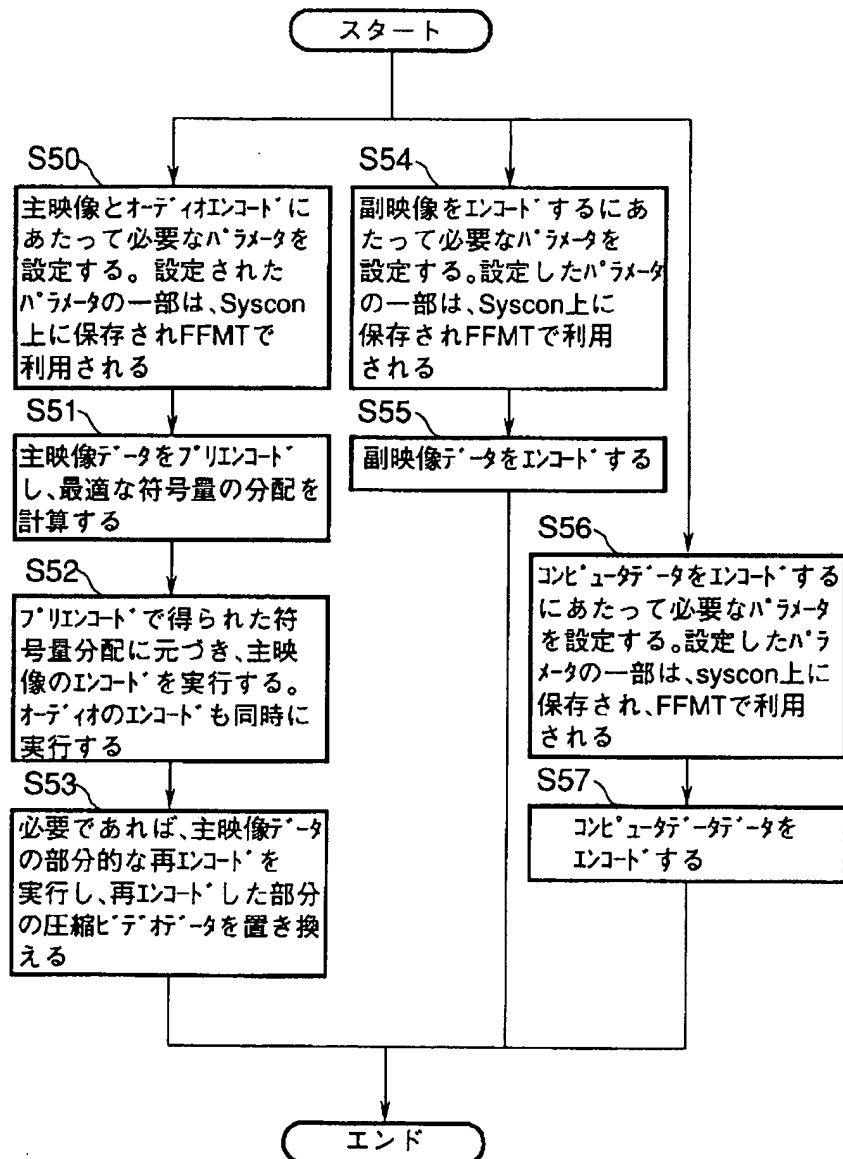 スタート
S50
主映像とオーディオエンコードに
あたって必要なパラメータを
設定する。設定された
パラメータの一部は、Syscon
上に保存されFFMTで
利用される
S51
主映像データをプリエンコード
し、最適な符号量の分配を
計算する
S52
プリエンコードで得られた符
号量分配に元づき、主映
像のエンコードを実行する。
オーディオのエンコードも同時に
実行する
S53
必要であれば、主映像データ
の部分的な再エンコードを
実行し、再エンコードした部分
の圧縮ビデオデータを置き換
える
S54
副映像をエンコードするにあ
たって必要なパラメータを
設定する。設定したパラメータ
の一部は、Syscon上に
保存されFFMTで利用
される
S55
副映像データをエンコードする
S56
コンピュータデータをエンコードする
にあたって必要なパラメータ
を設定する。設定したパラ
メータの一部は、syscon上に
保存され、FFMTで利用
される
S57
コンピュータデータデータを
エンコードする
エンド